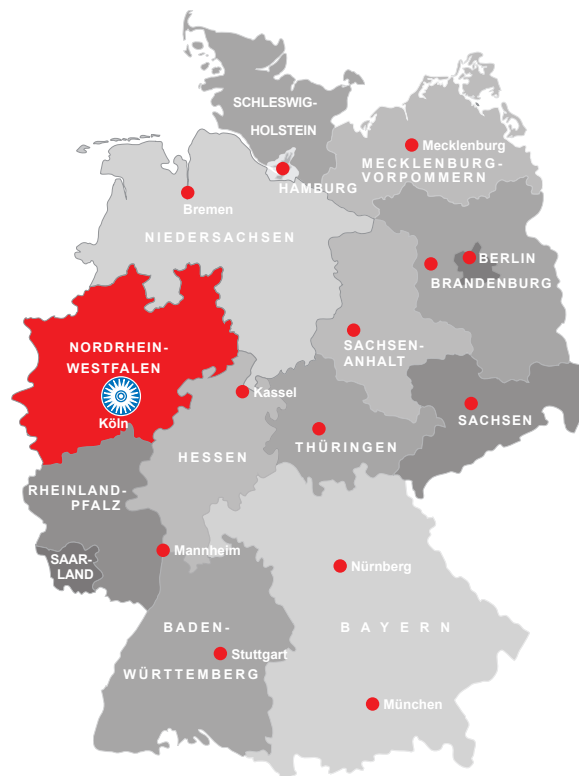 SCHLESWIG-
HOLSTEIN
Mecklenburg
MECKLENBURG-
VORPOMMERN
HAMBURG
Bremen
NIEDERSACHSEN
BERLIN
BRANDENBURG
NORDRHEIN-
WESTFALEN
Köln
SACHSEN-
ANHALT
Kassel
SACHSEN
THÜRINGEN
HESSEN
RHEINLAND-
PFALZ
SAAR-
LAND
Mannheim
Nürnberg
BADEN-
WÜRTTEMBERG
Stuttgart
BAYERN
München